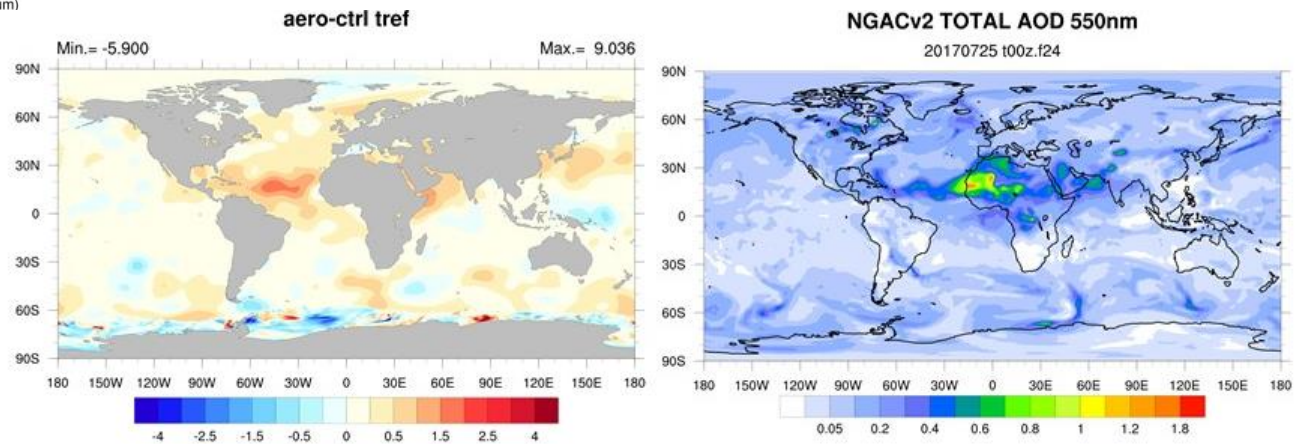 um)
aero-ctrl tref
Min.= -5.900 Max.= 9.036
90N
60N
30N
0
30S
60S
90S
180 150W 120W 90W 60W 30W 0 30E 60E 90E 120E 150E 180
-4 -2.5 -1.5 -0.5 0 0.5 1.5 2.5 4
NGACv2 TOTAL AOD 550nm
20170725 t00z.f24
90N
60N
30N
0
30S
60S
90S
180 150W 120W 90W 60W 30W 0 30E 60E 90E 120E 150E 180
0.05 0.2 0.4 0.6 0.8 1 1.2 1.8